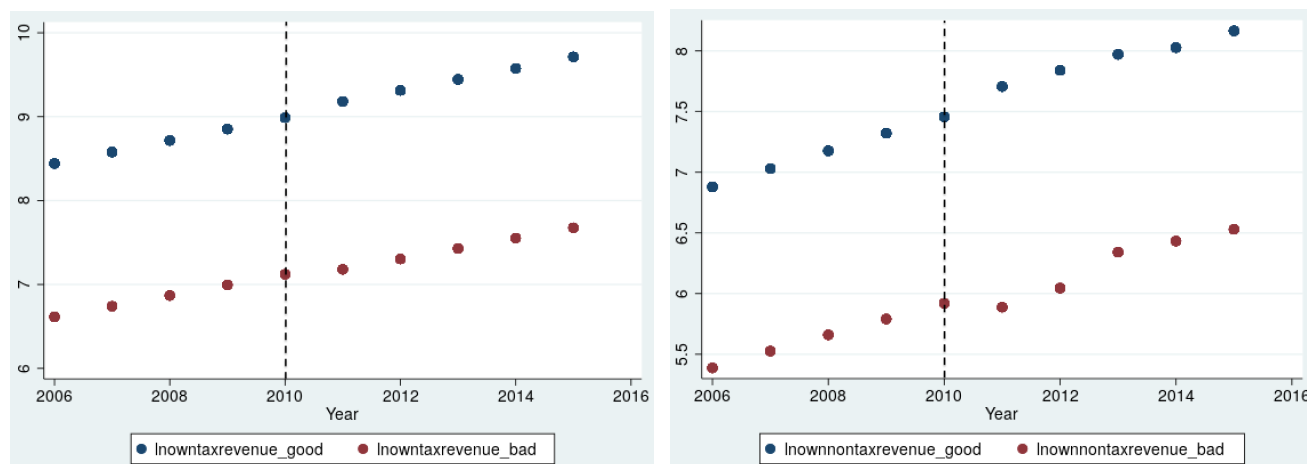 10
9
8
7
6
2006 2008 2010 2012 2014 2016
Year
lnowntaxrevenue_good lnowntaxrevenue_bad
8
7.5
7
6.5
6
5.5
2006 2008 2010 2012 2014 2016
Year
lnownnontaxrevenue_good lnownnontaxrevenue_bad